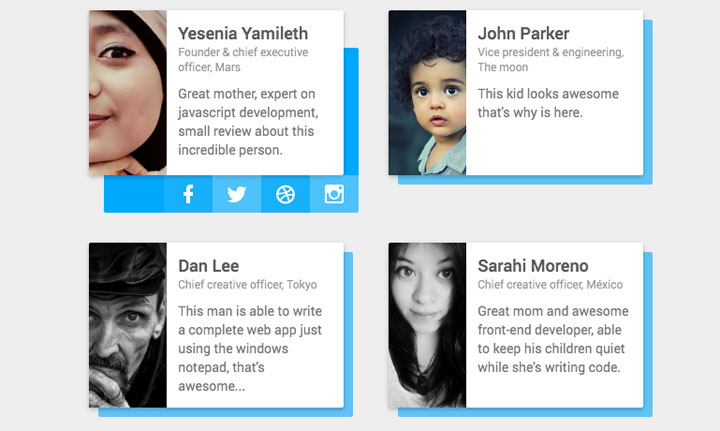 Yesenia Yamileth
Founder & chief executive
officer, Mars
Great mother, expert on
javascript development,
small review about this
incredible person.
John Parker
Vice president & engineering,
The moon
This kid looks awesome
that's why is here.
Dan Lee
Chief creative officer, Tokyo
This man is able to write
a complete web app just
using the windows
notepad, that's
awesome...
Sarahi Moreno
Chief creative officer, México
Great mom and awesome
front-end developer, able
to keep his children quiet
while she's writing code.